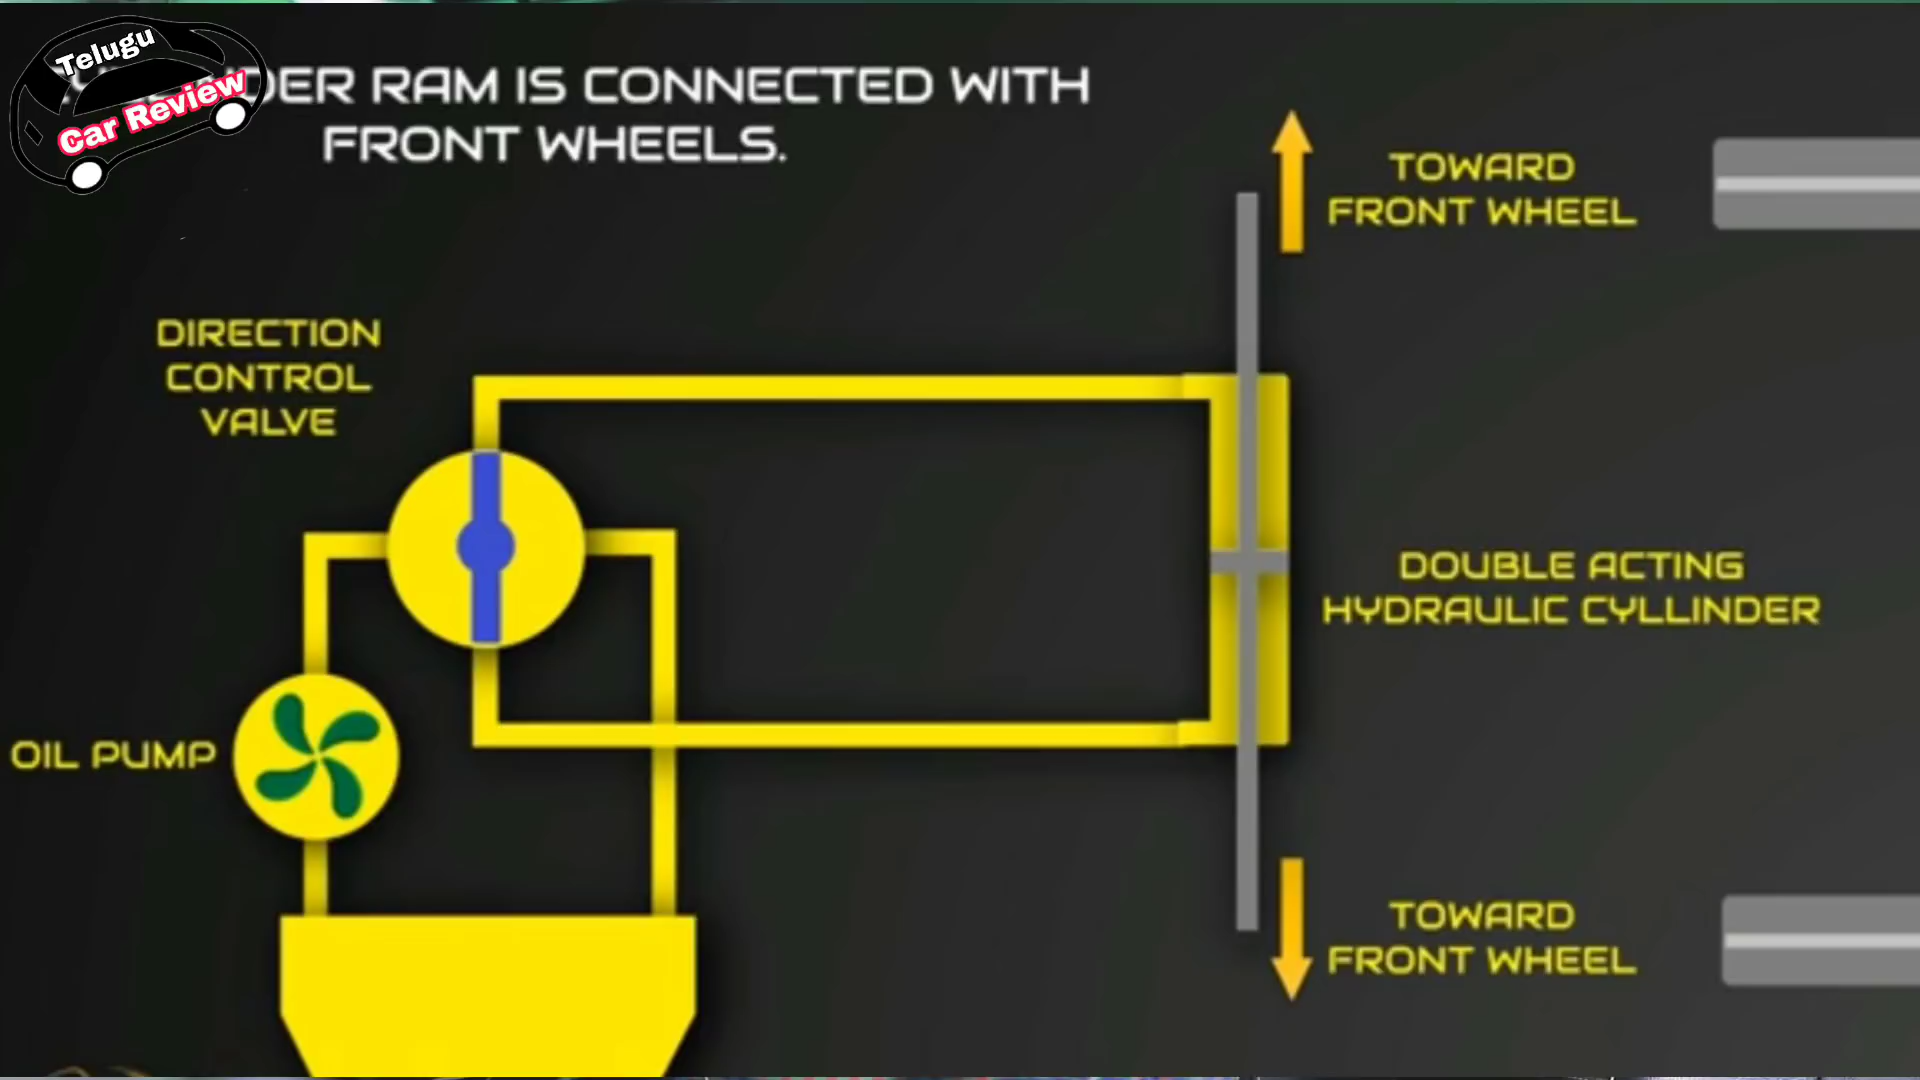 Telugu
Car Review
RAM IS CONNECTED WITH
FRONT WHEELS.
TOWARD
FRONT WHEEL
DIRECTION
CONTROL
VALVE
DOUBLE ACTING
HYDRAULIC CYLLINDER
OIL PUMP
TOWARD
FRONT WHEEL